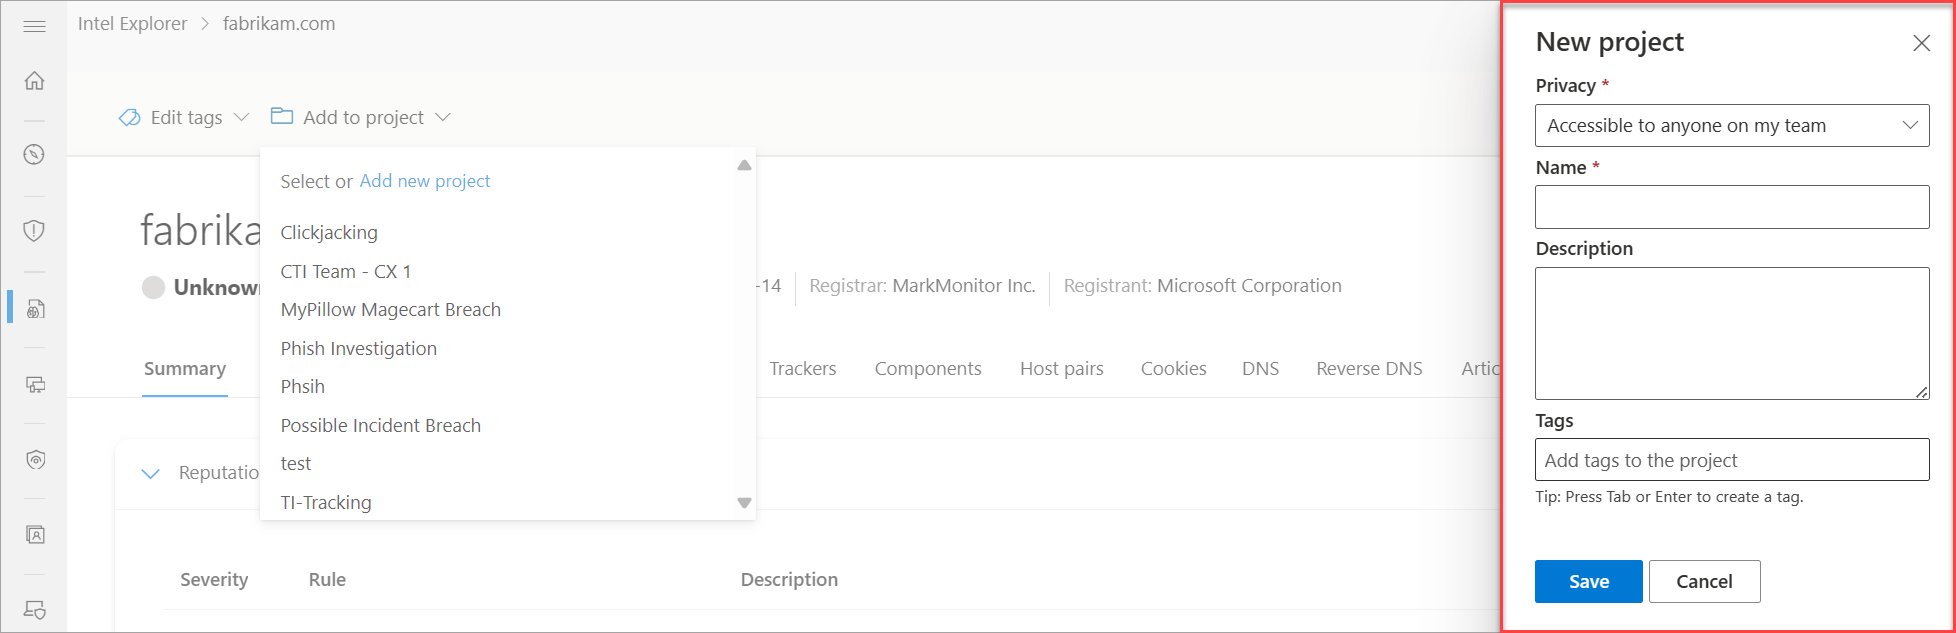 Intel Explorer > fabrikam.com
Edit tags
Add to project
Select or Add new project
Clickjacking
CTI Team - CX 1
MyPillow Magecart Breach
Phish Investigation
Phsih
Possible Incident Breach
test
TI-Tracking
fabrika
Unknown
-14
Registrar: MarkMonitor Inc.
Registrant: Microsoft Corporation
Summary
Trackers
Components
Host pairs
Cookies
DNS
Reverse DNS
Artic
Reputatio
Severity
Rule
Description
New project
Privacy *
Accessible to anyone on my team
Name *
Description
Tags
Add tags to the project
Tip: Press Tab or Enter to create a tag.
Save
Cancel